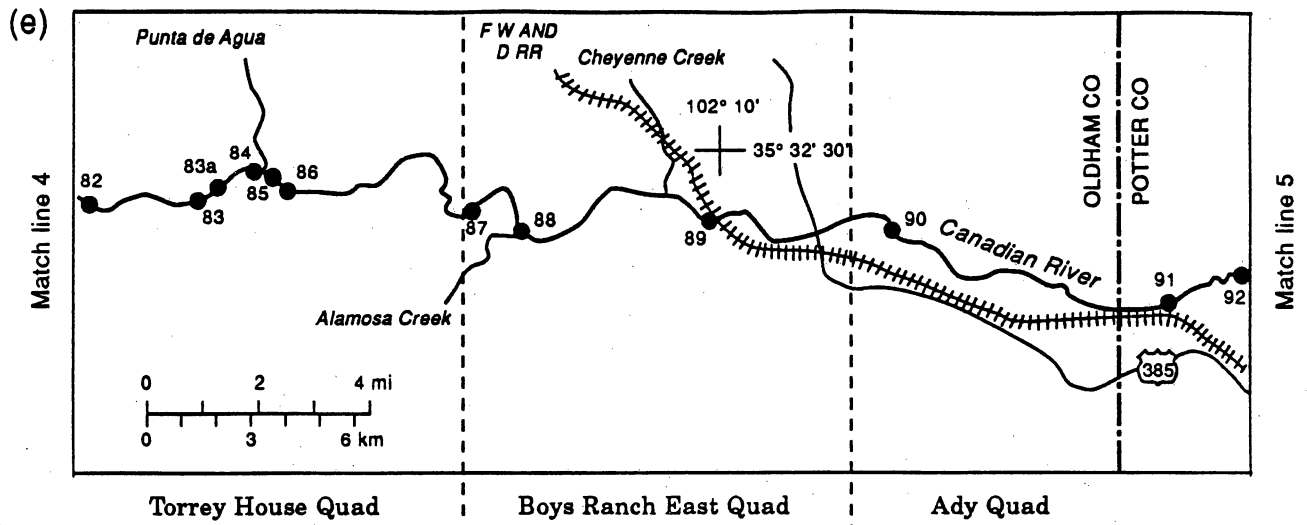 (e)
Punta de Agua
F W AND
D RR
Cheyenne Creek
102° 10'
35° 32' 30'
OLDHAM CO
POTTER CO
Match line 4
82
83
83a
84
85
86
87
88
89
90
Canadian River
91
92
Match line 5
Alamosa Creek
385
0 2 4 mi
0 3 6 km
Torrey House Quad
Boys Ranch East Quad
Ady Quad